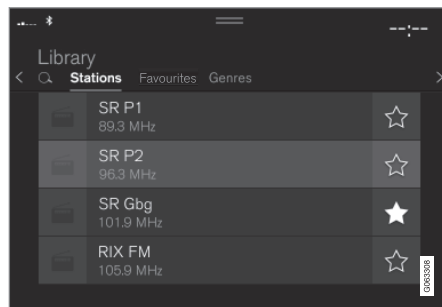 --:--
Library
Stations Favourites Genres
SR P1
89.3 MHz
SR P2
96.3 MHz
SR Gbg
101.9 MHz
RIX FM
105.9 MHz
G063308